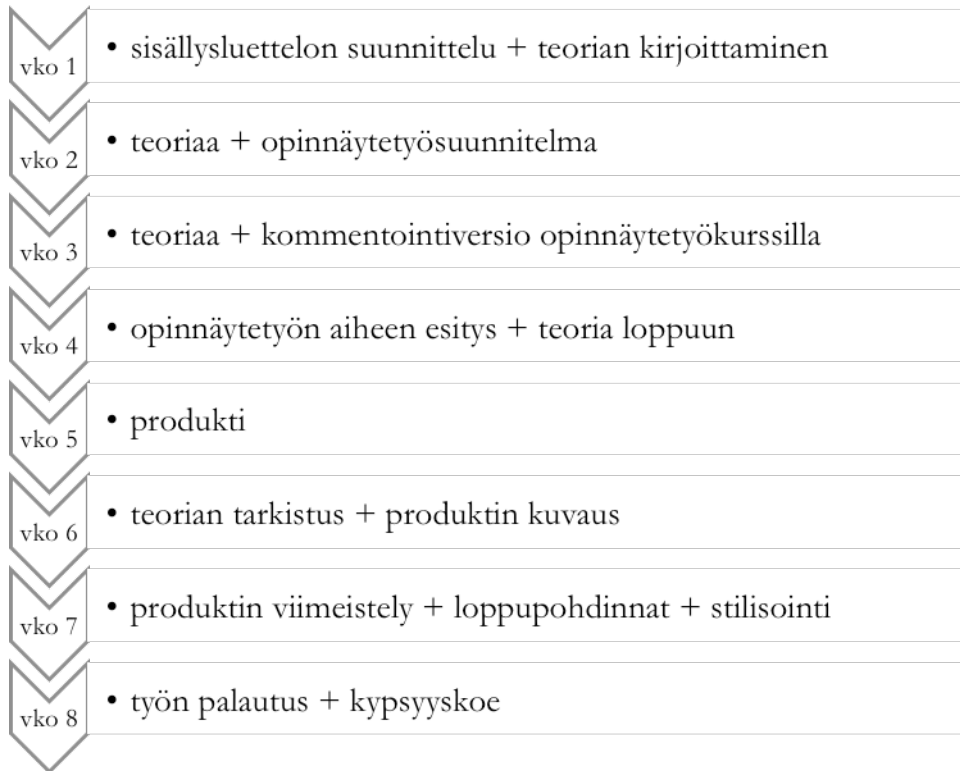 vko 1
• sisällysluettelon suunnittelu + teorian kirjoittaminen
vko 2
• teoriaa + opinnäytetyösuunnitelma
vko 3
• teoriaa + kommentointiversio opinnäytetyökurssilla
vko 4
• opinnäytetyön aiheen esitys + teoria loppuun
vko 5
• produkti
vko 6
• teorian tarkistus + produktin kuvaus
vko 7
• produktin viimeistely + loppupohdinnat + stilisointi
vko 8
• työn palautus + kypsyyskoe